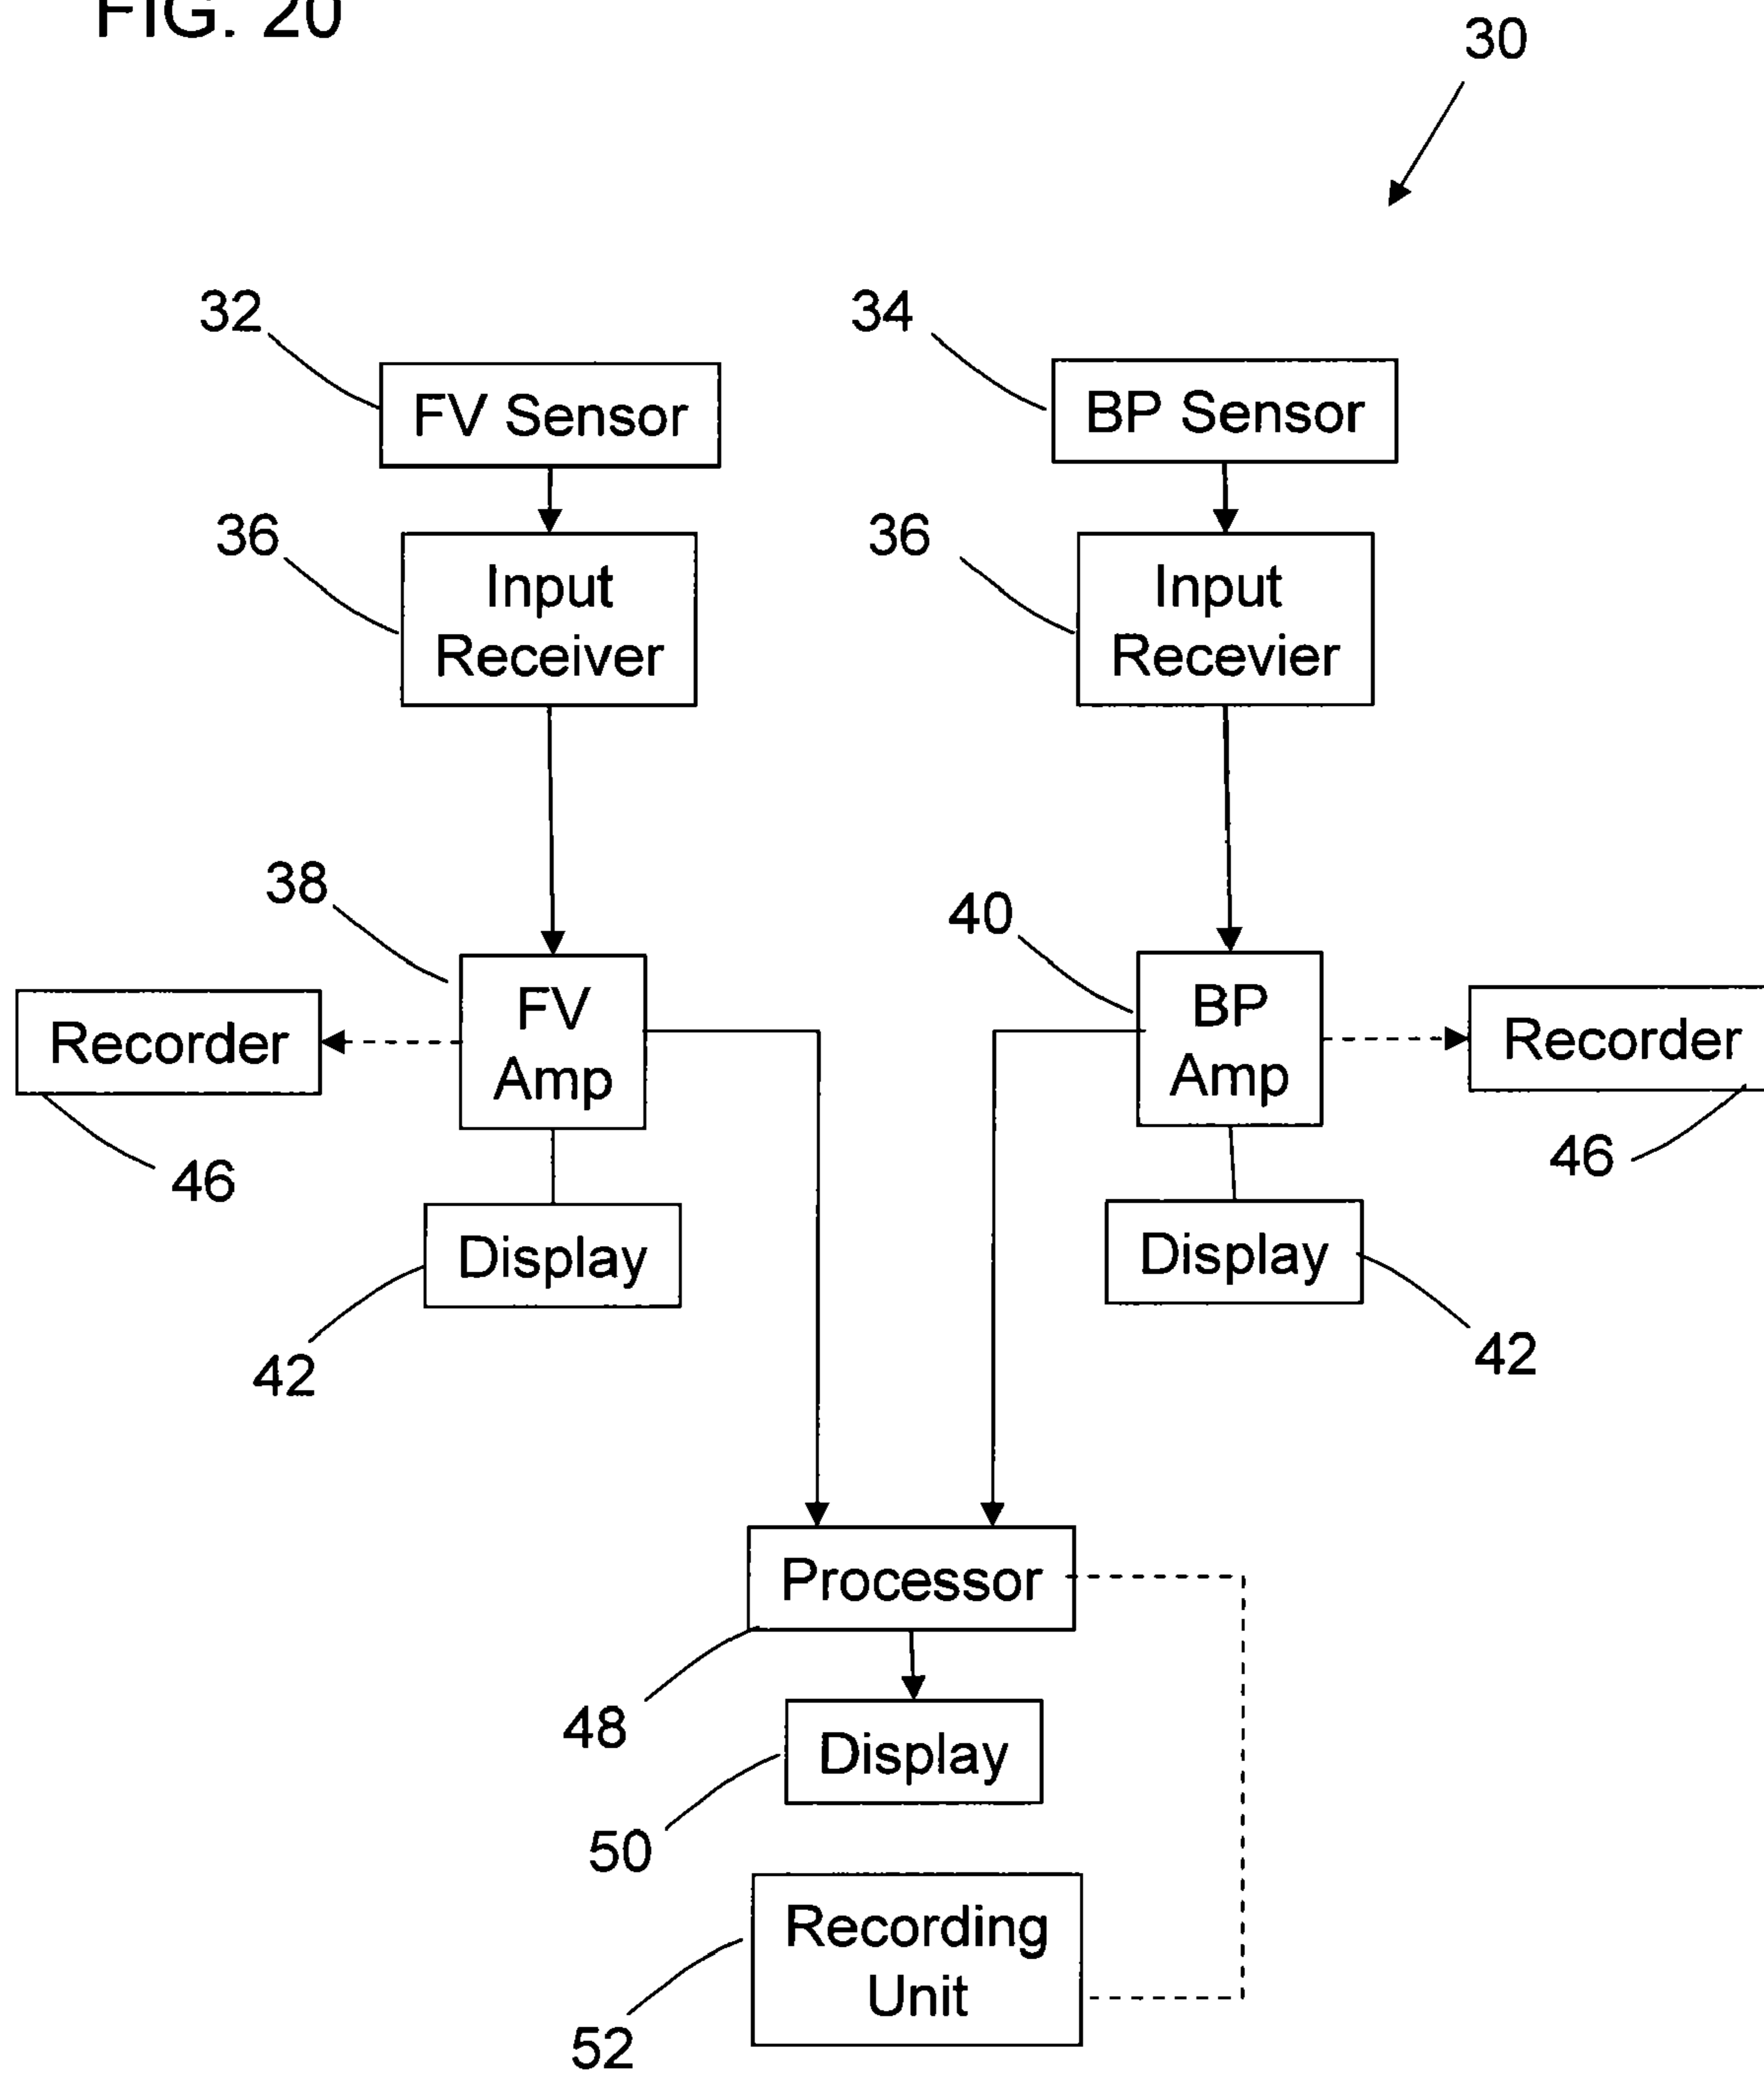 FIG. 20
30
32
34
FV Sensor
BP Sensor
36
36
Input
Receiver
Input
Recevier
38
40
FV
Amp
BP
Amp
Recorder
Recorder
46
46
Display
Display
42
42
Processor
48
Display
50
Recording
Unit
52